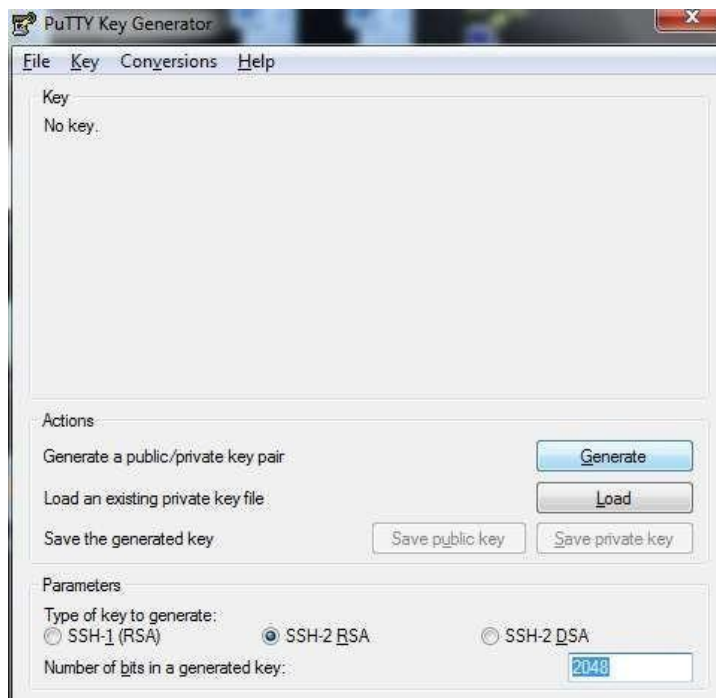 PuTTY Key Generator
x
File Key Conversions Help
Key
No key.
Actions
Generate a public/private key pair Generate
Load an existing private key file Load
Save the generated key Save public key Save private key
Parameters
Type of key to generate:
SSH-1 (RSA) SSH-2 RSA SSH-2 DSA
Number of bits in a generated key: 2048